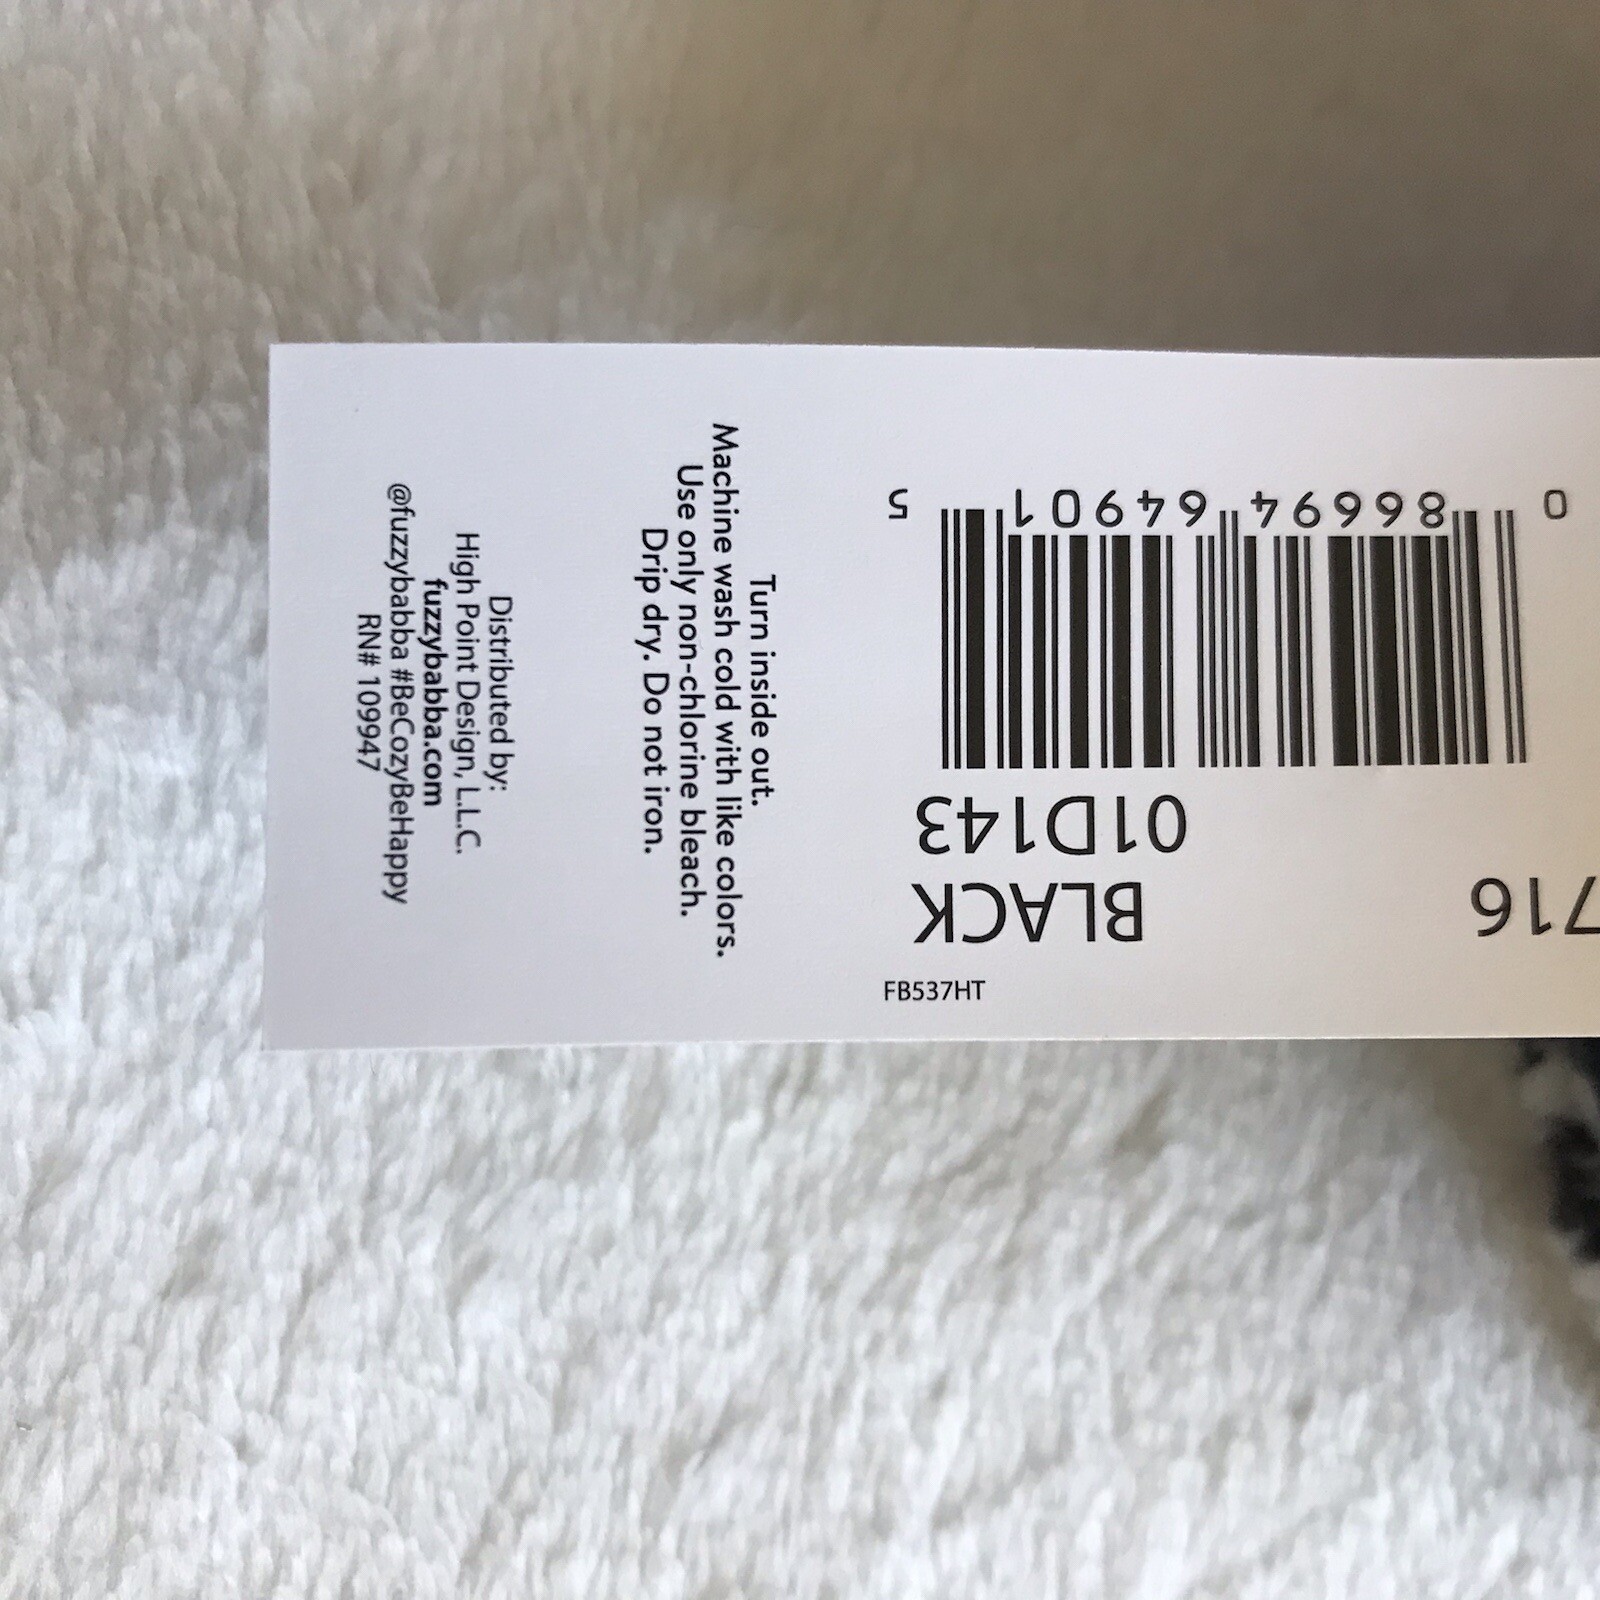 0 86694 64901 5
01D143
BLACK
716
FB537HT
Turn inside out.
Machine wash cold with like colors.
Use only non-chlorine bleach.
Drip dry. Do not iron.
Distributed by:
High Point Design, L.L.C.
fuzzybabba.com
@fuzzybabba #BeCozyBeHappy
RN# 109947